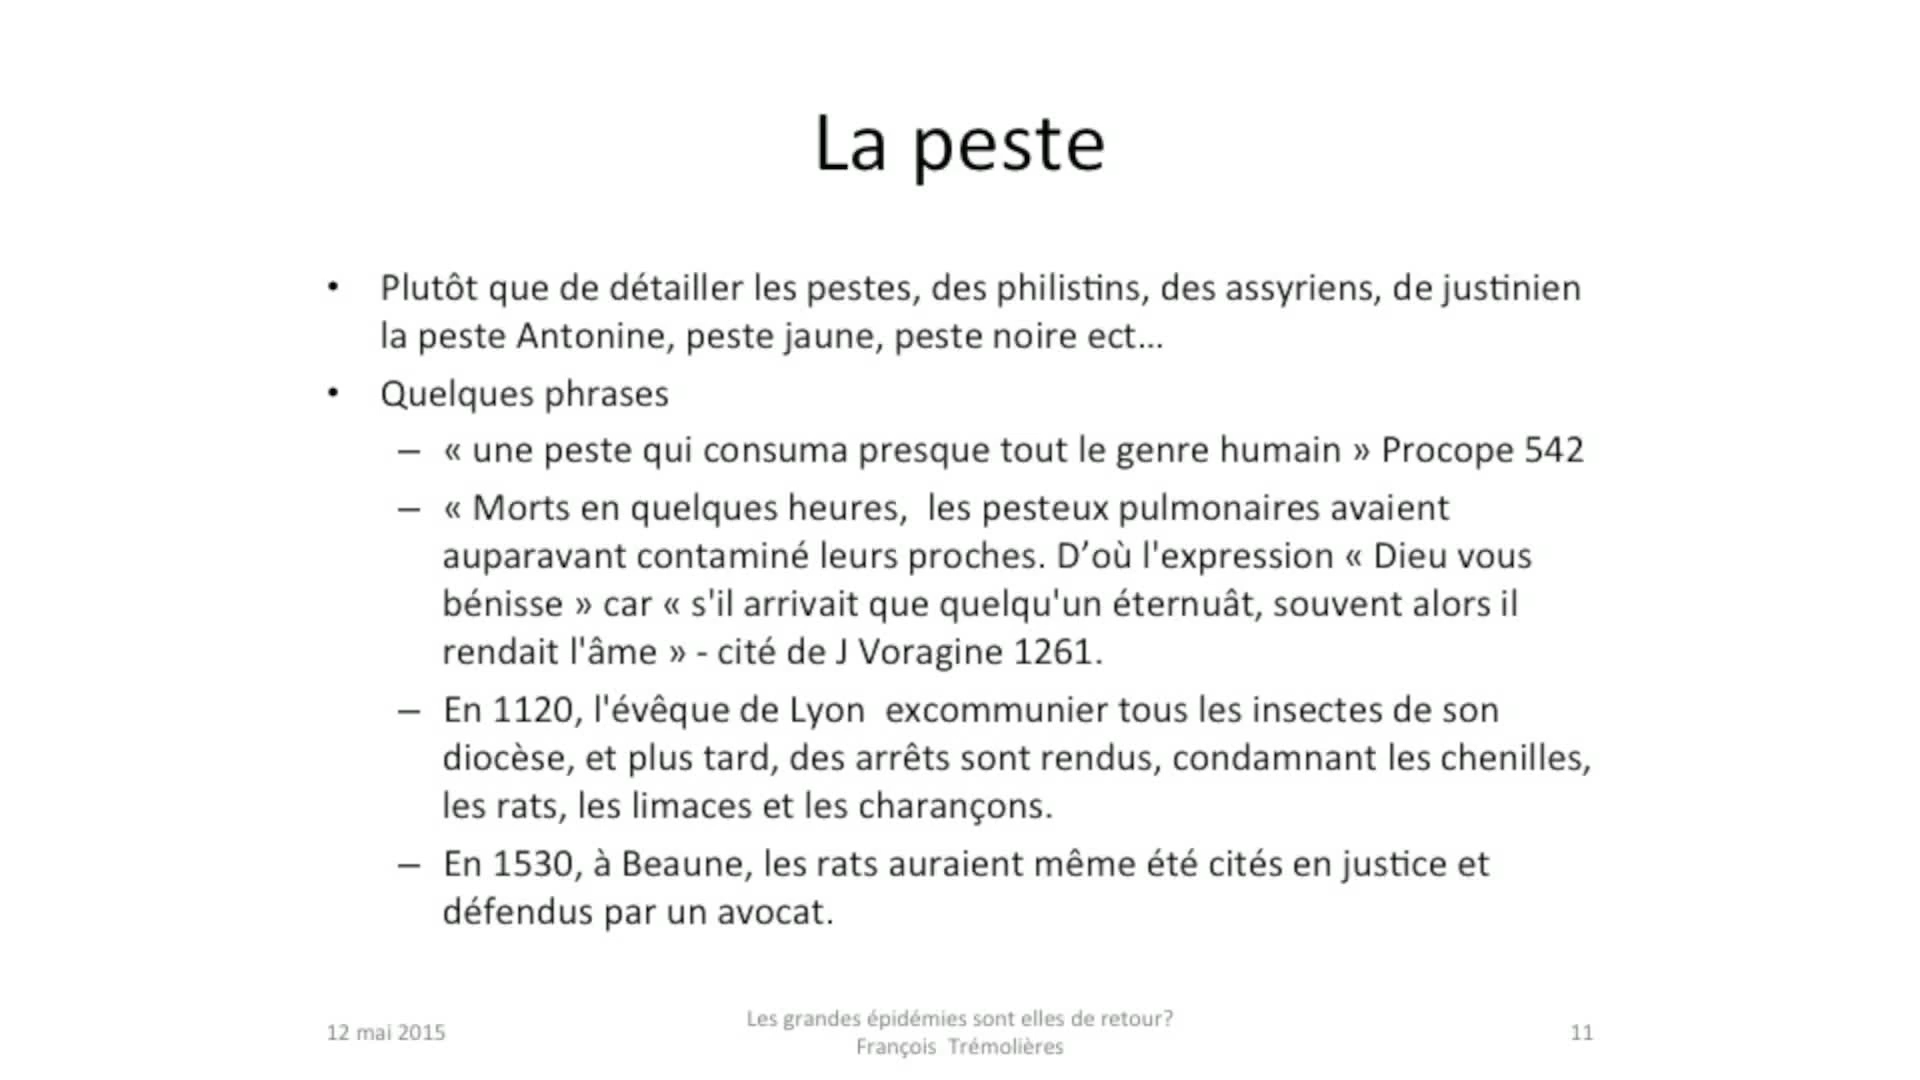 La peste
• Plutôt que de détailler les pestes, des philistins, des assyriens, de justinien
la peste Antonine, peste jaune, peste noire ect...
• Quelques phrases
– « une peste qui consuma presque tout le genre humain » Procope 542
– « Morts en quelques heures,  les pesteux pulmonaires avaient
auparavant contaminé leurs proches. D’où l'expression « Dieu vous
bénisse » car « s'il arrivait que quelqu'un éternuât, souvent alors il
rendait l'âme » - cité de J Voragine 1261.
– En 1120, l'évêque de Lyon  excommunier tous les insectes de son
diocèse, et plus tard, des arrêts sont rendus, condamnant les chenilles,
les rats, les limaces et les charançons.
– En 1530, à Beaune, les rats auraient même été cités en justice et
défendus par un avocat.
12 mai 2015
Les grandes épidémies sont elles de retour?
François  Trémolières
11